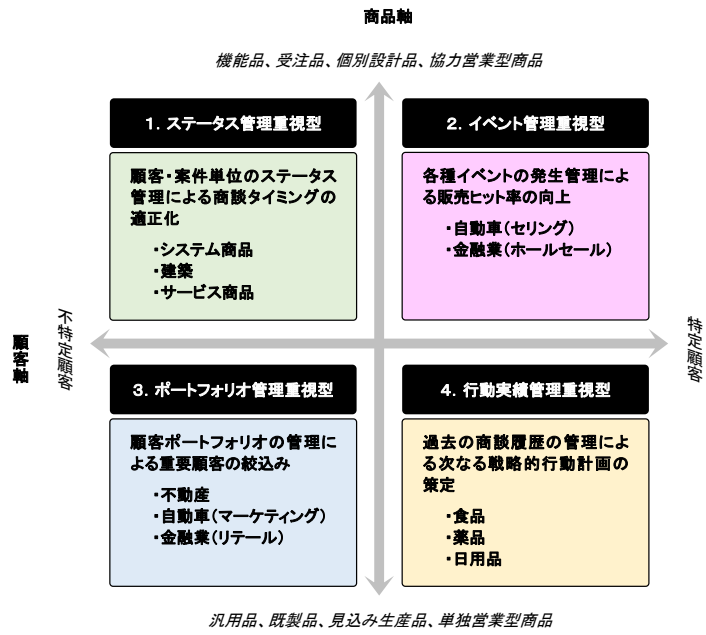 商品軸
機能品、受注品、個別設計品、協力営業型商品
1．ステータス管理重視型
顧客・案件単位のステータス
管理による商談タイミングの
適正化
・システム商品
・建築
・サービス商品
2．イベント管理重視型
各種イベントの発生管理によ
る販売ヒット率の向上
・自動車（セリング）
・金融業（ホールセール）
顧客軸
不特定顧客
特定顧客
3．ポートフォリオ管理重視型
顧客ポートフォリオの管理に
よる重要顧客の絞込み
・不動産
・自動車（マーケティング）
・金融業（リテール）
4．行動実績管理重視型
過去の商談履歴の管理によ
る次なる戦略的行動計画の
策定
・食品
・薬品
・日用品
汎用品、既製品、見込み生産品、単独営業型商品